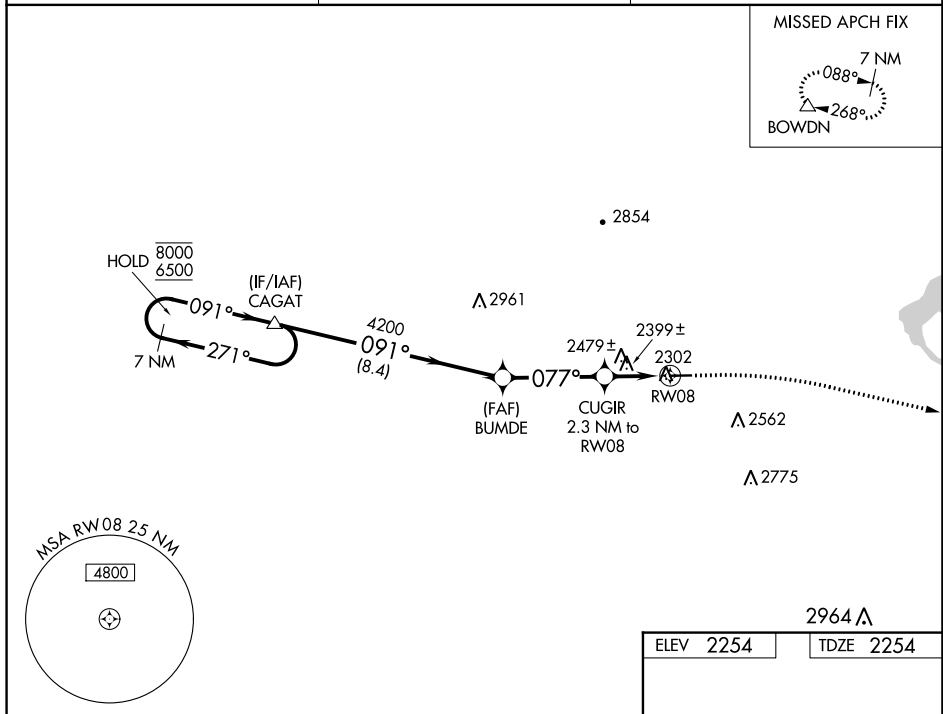 MISSED APCH FIX
7 NM
088°
268°
BOWDN
2854
HOLD
8000
6500
(IF/IAF)
CAGAT
091°
271°
7 NM
2961
4200
091°
(8.4)
2479 ±
2399 ±
2302
077°
RW08
(FAF)
BUMDE
CUGIR
2.3 NM to
RW08
2562
2775
MSA RW08 25 NM
4800
2964
ELEV 2254
TDZE 2254